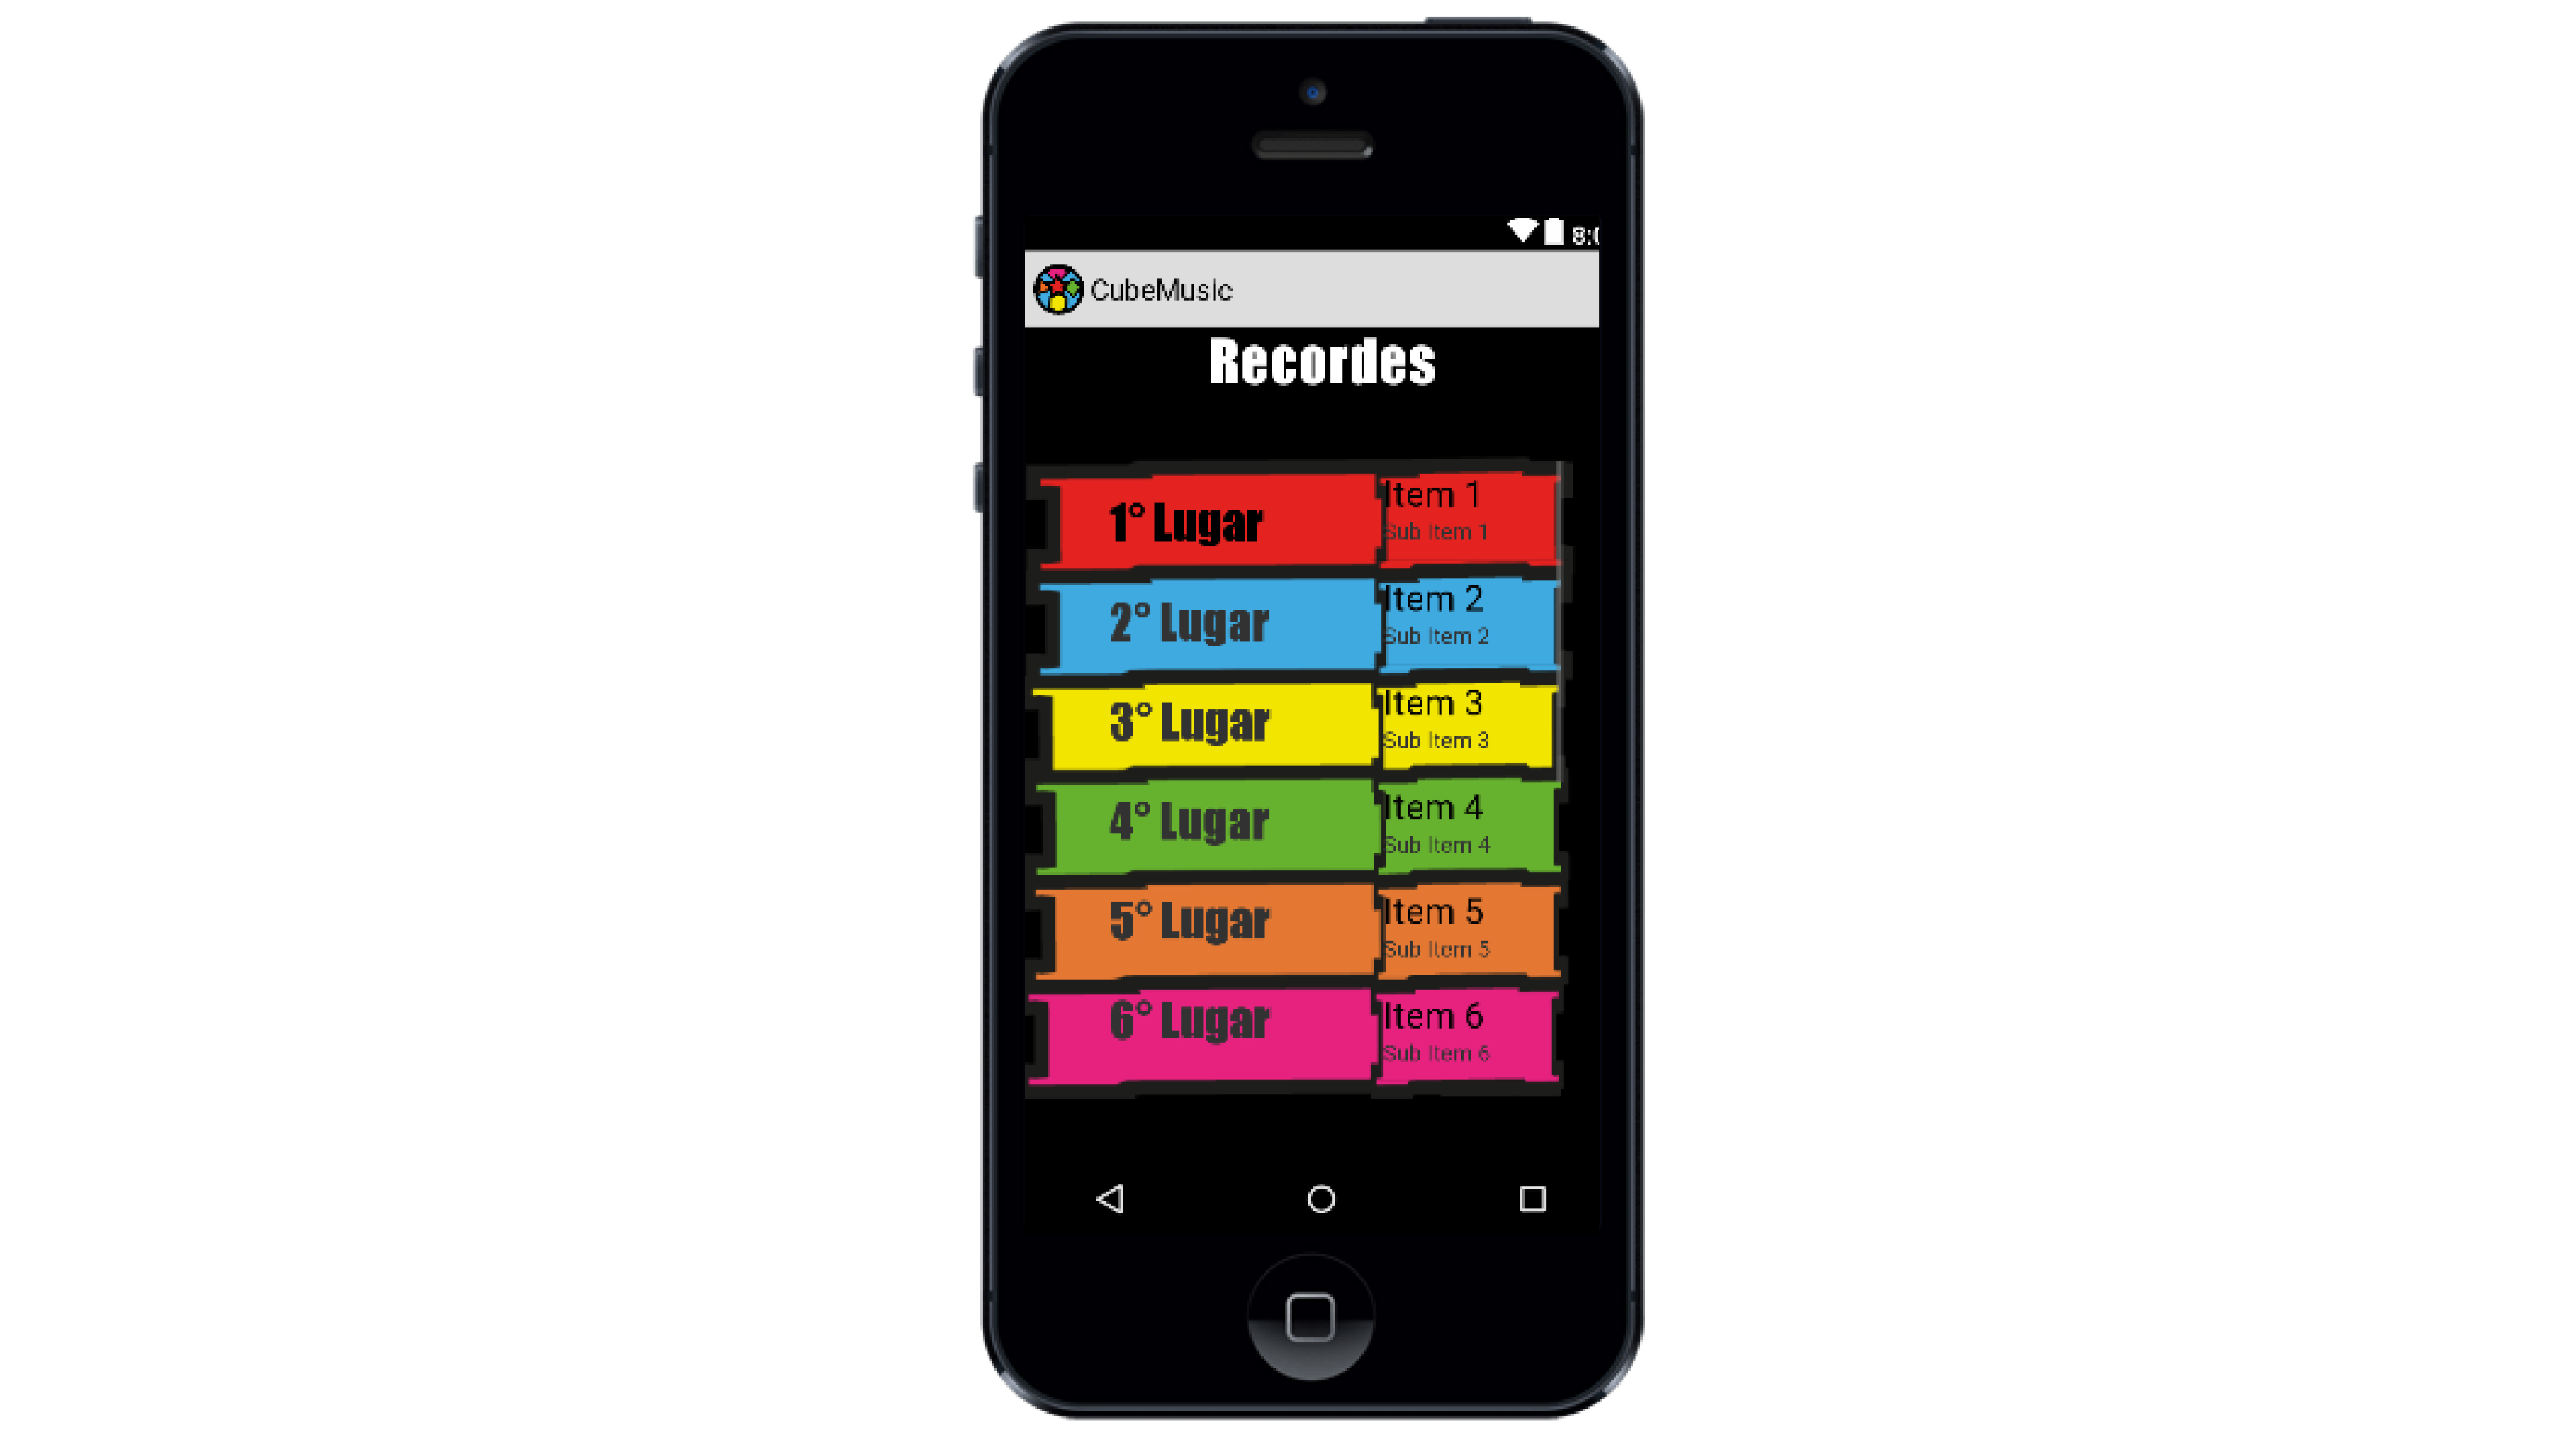 8:0
CubeMusic
Recordes
1° Lugar
Item 1
Sub Item 1
2° Lugar
Item 2
Sub Item 2
3° Lugar
Item 3
Sub Item 3
4° Lugar
Item 4
Sub Item 4
5° Lugar
Item 5
Sub Item 5
6° Lugar
Item 6
Sub Item 6